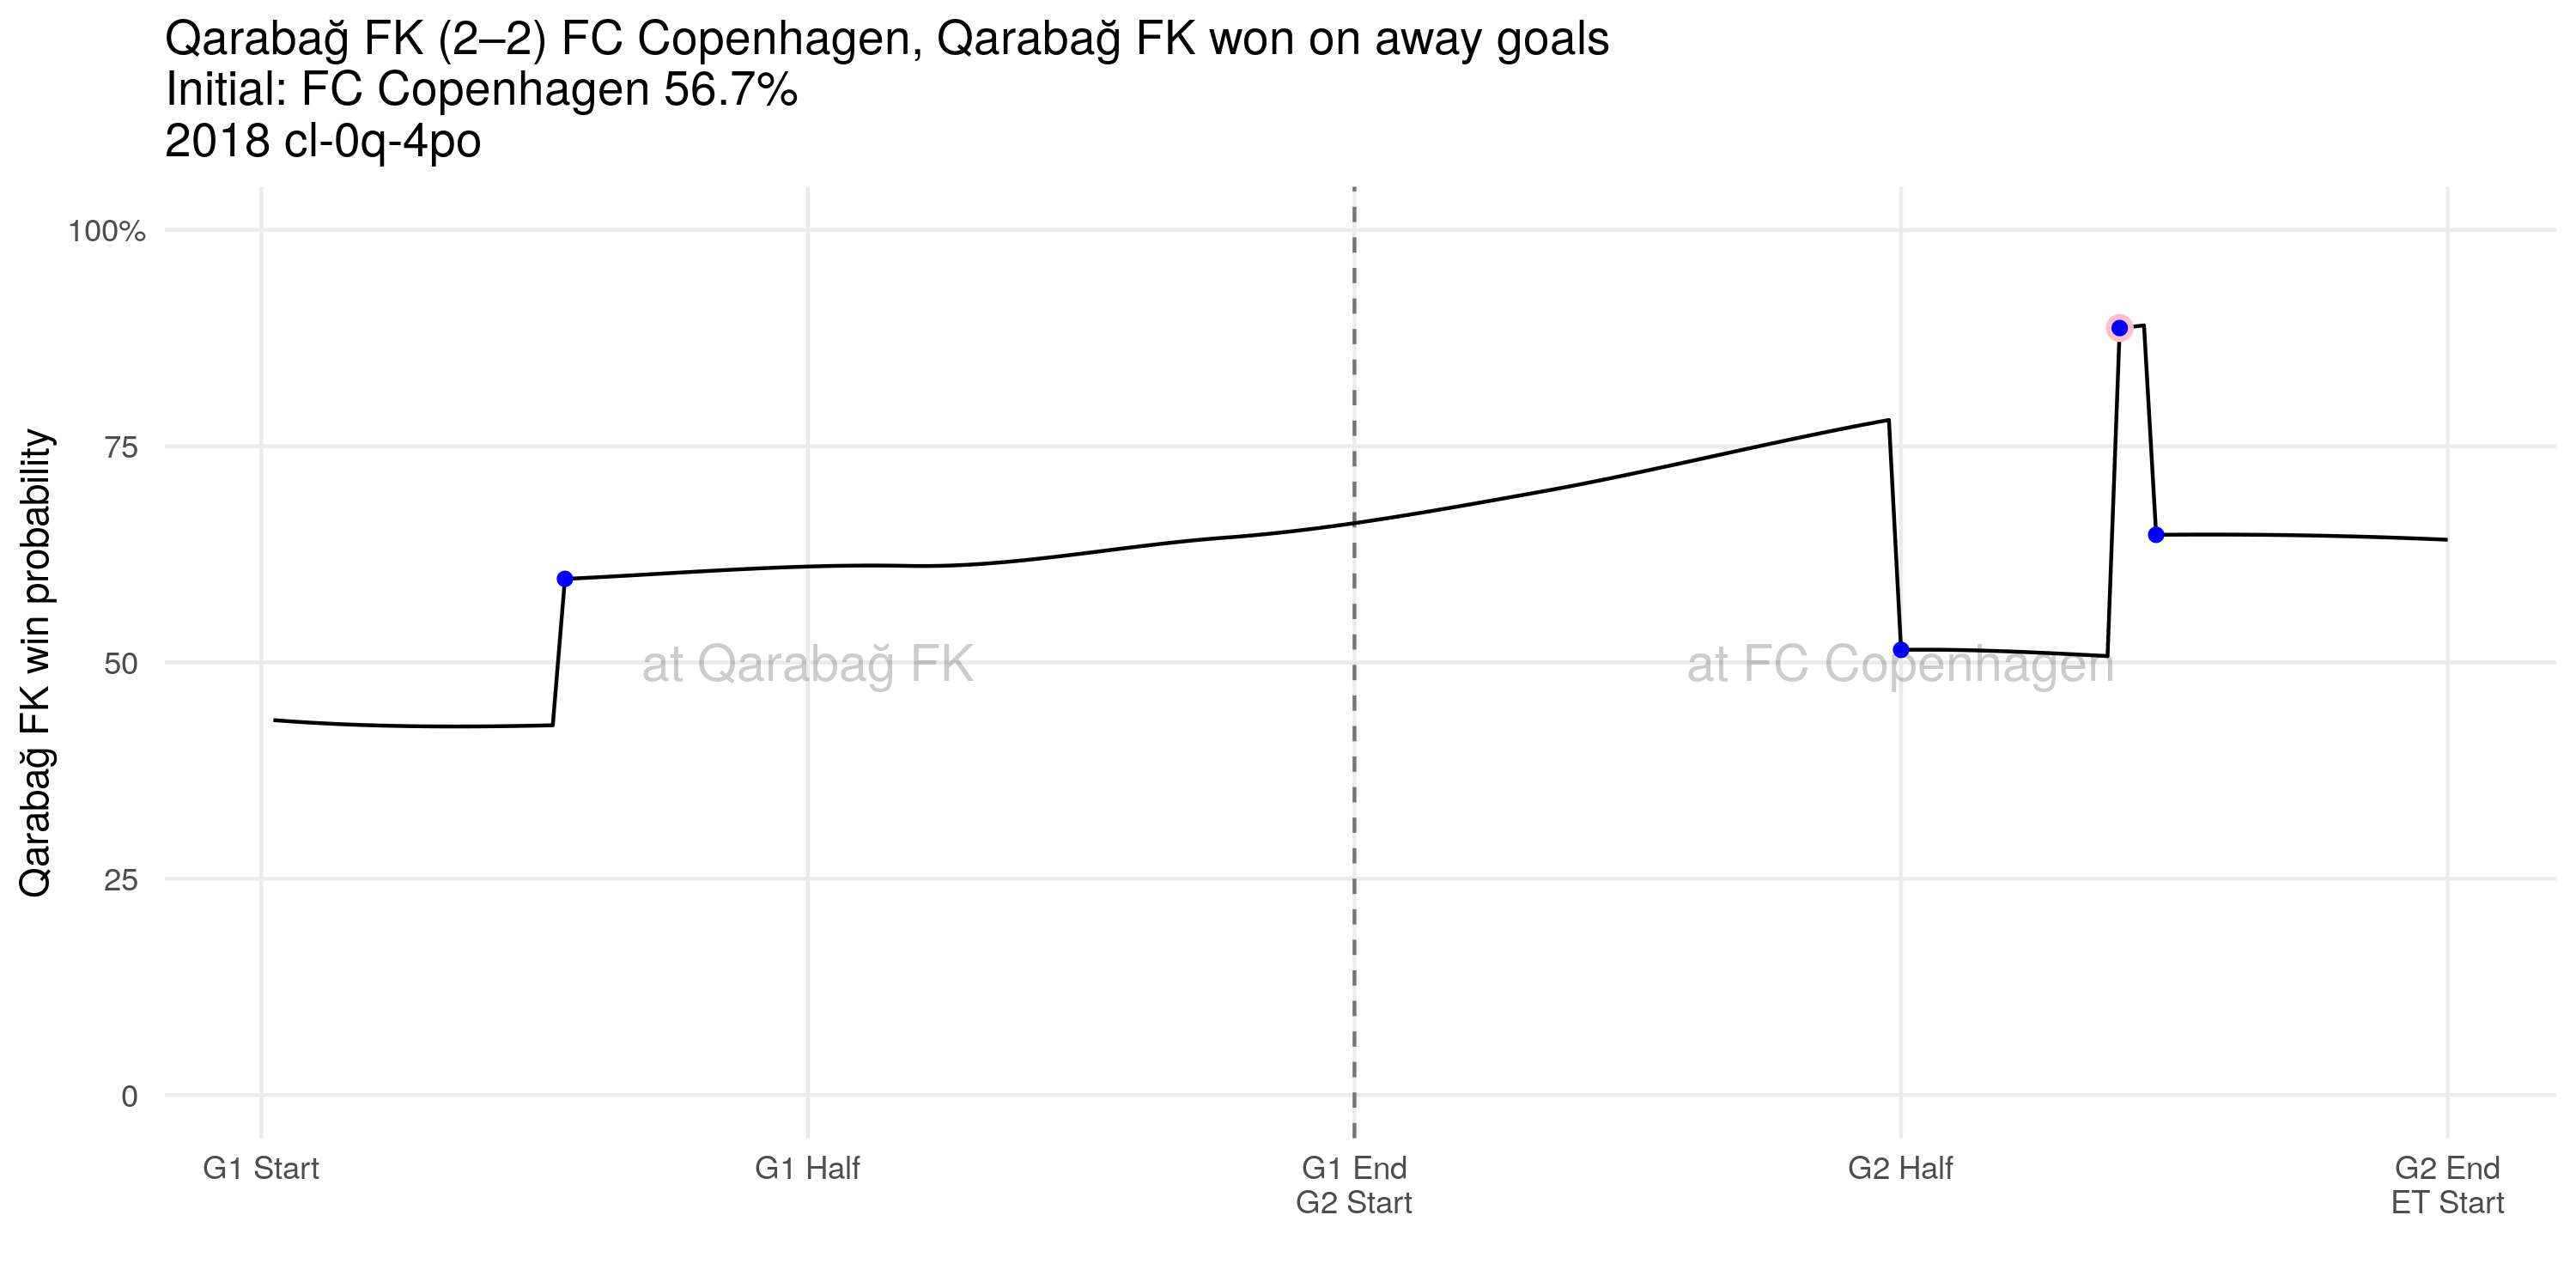 Qarabağ FK (2–2) FC Copenhagen, Qarabağ FK won on away goals
Initial: FC Copenhagen 56.7%
2018 cl-0q-4po
Qarabağ FK win probability
100%
75
50
25
0
at Qarabağ FK
at FC Copenhagen
G1 Start
G1 Half
G1 End
G2 Start
G2 Half
G2 End
ET Start